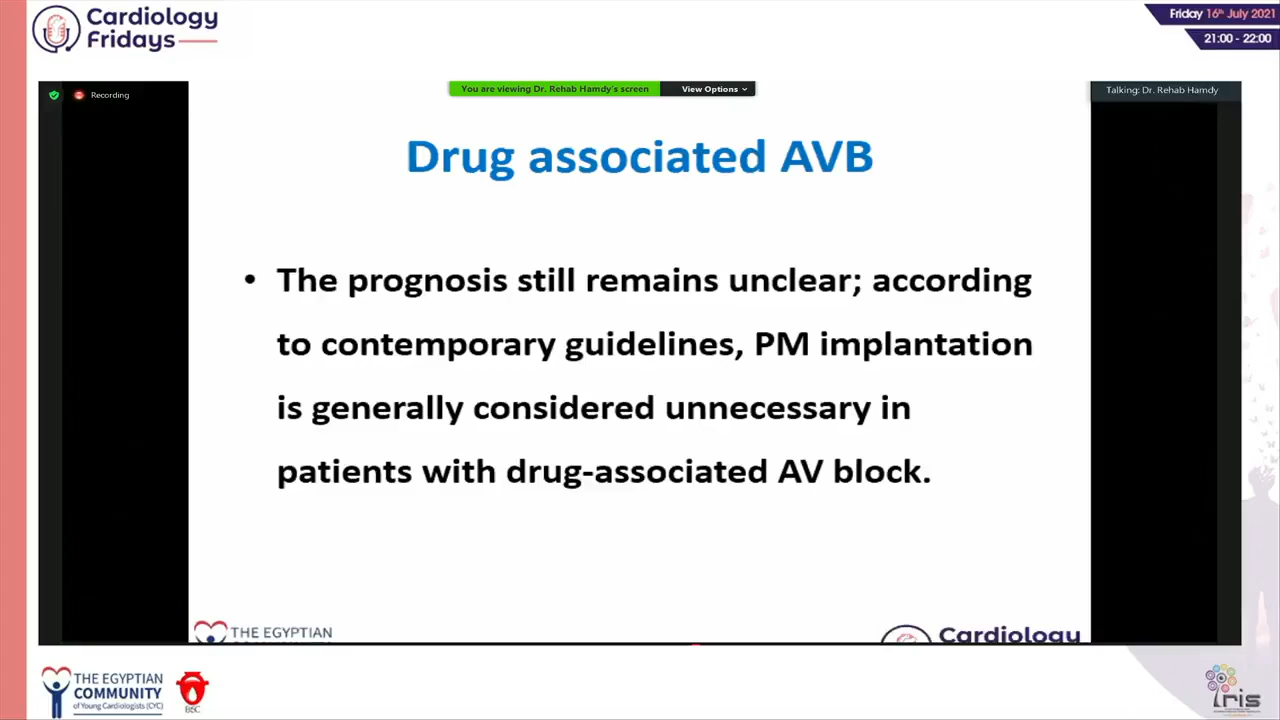 Cardiology
Fridays
Friday 16th July 2021
21:00 - 22:00
Recording
You are viewing Dr. Rehab Hamdy's screen
View Options
Talking: Dr. Rehab Hamdy
Drug associated AVB
• The prognosis still remains unclear; according
to contemporary guidelines, PM implantation
is generally considered unnecessary in
patients with drug-associated AV block.
THE EGYPTIAN
Cardiology
THE EGYPTIAN
COMMUNITY
of Young Cardiologists (CYC)
BSC
iris